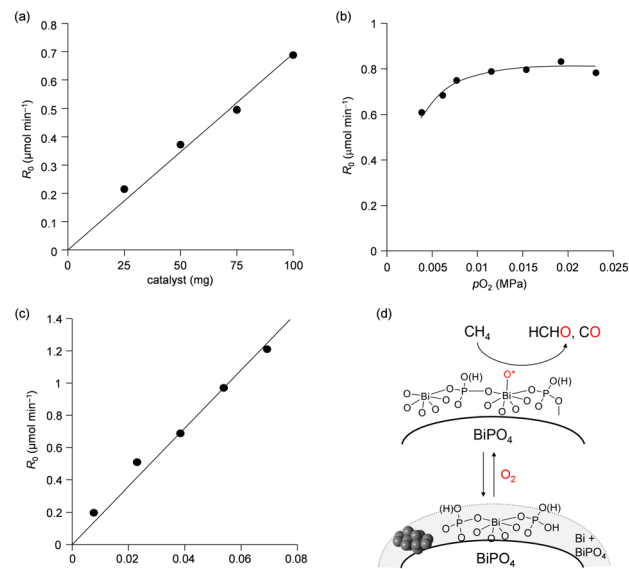 (a)
0.8
0.7
0.6
0.5
0.4
0.3
0.2
0.1
0
0 25 50 75 100
R₀ (μmol min⁻¹)
catalyst (mg)
(b)
1
0.8
0.6
0.4
0.2
0
0 0.005 0.01 0.015 0.02 0.025
R₀ (μmol min⁻¹)
pO₂ (MPa)
(c)
1.4
1.2
1
0.8
0.6
0.4
0.2
0
0 0.02 0.04 0.06 0.08
R₀ (μmol min⁻¹)
(d)
CH₄ HCHO, CO
O*
O(H) O(H)
O Bi O P O Bi O P O
O O O O O O O O
BiPO₄
O₂
(H)O O(H)
P O Bi O P
O O O O O OH
Bi +
BiPO₄
BiPO₄